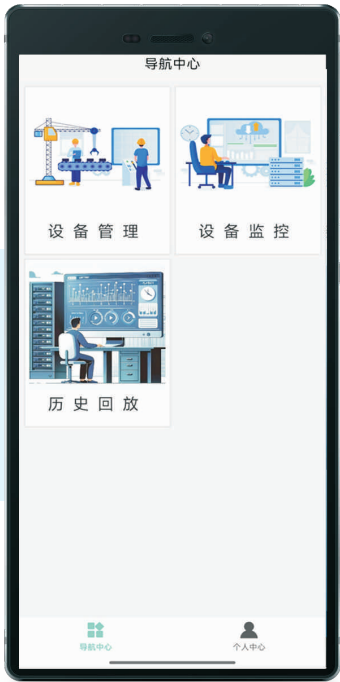 导航中心
设备管理
设备监控
历史回放
导航中心
个人中心